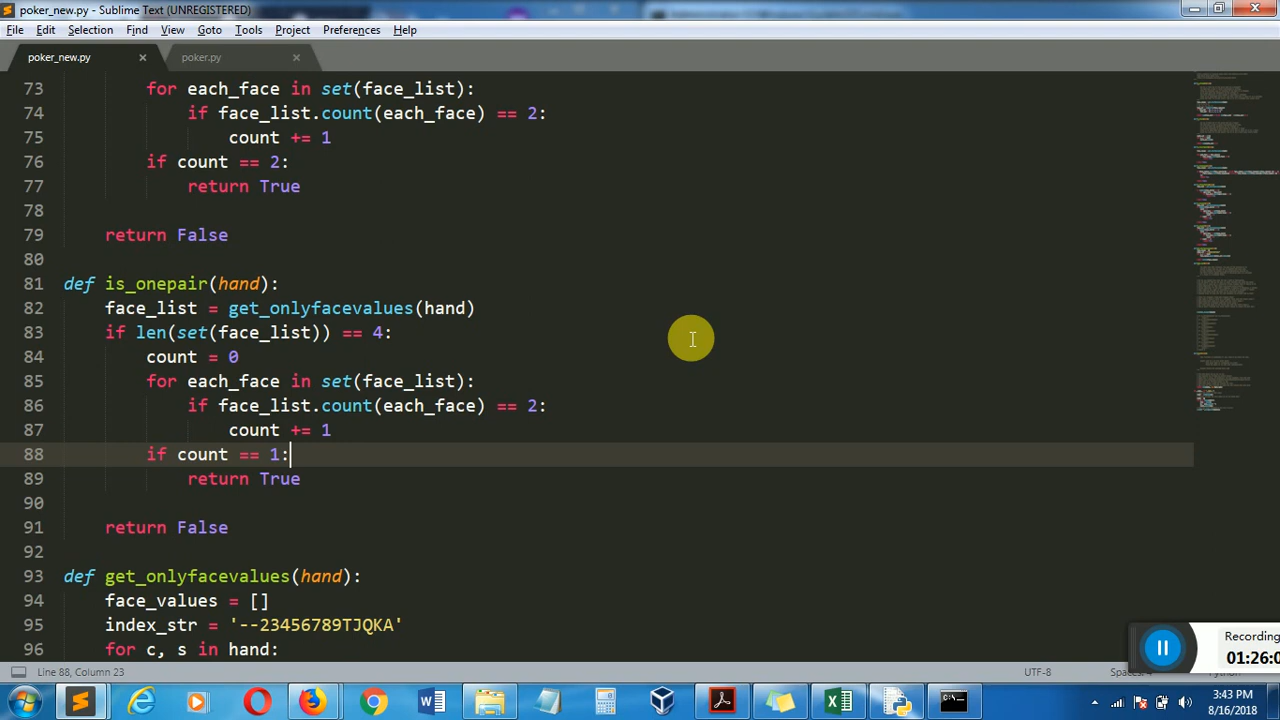 poker_new.py - Sublime Text (UNREGISTERED)
File Edit Selection Find View Goto Tools Project Preferences Help
poker_new.py × poker.py ×
73 for each_face in set(face_list):
74 if face_list.count(each_face) == 2:
75 count += 1
76 if count == 2:
77 return True
78
79 return False
80
81 def is_onepair(hand):
82 face_list = get_onlyfacevalues(hand)
83 if len(set(face_list)) == 4:
84 count = 0
85 for each_face in set(face_list):
86 if face_list.count(each_face) == 2:
87 count += 1
88 if count == 1:
89 return True
90
91 return False
92
93 def get_onlyfacevalues(hand):
94 face_values = []
95 index_str = '--23456789TJQKA'
96 for c, s in hand:
Recording
01:26:0
Line 88, Column 23 UTF-8
3:43 PM
8/16/2018